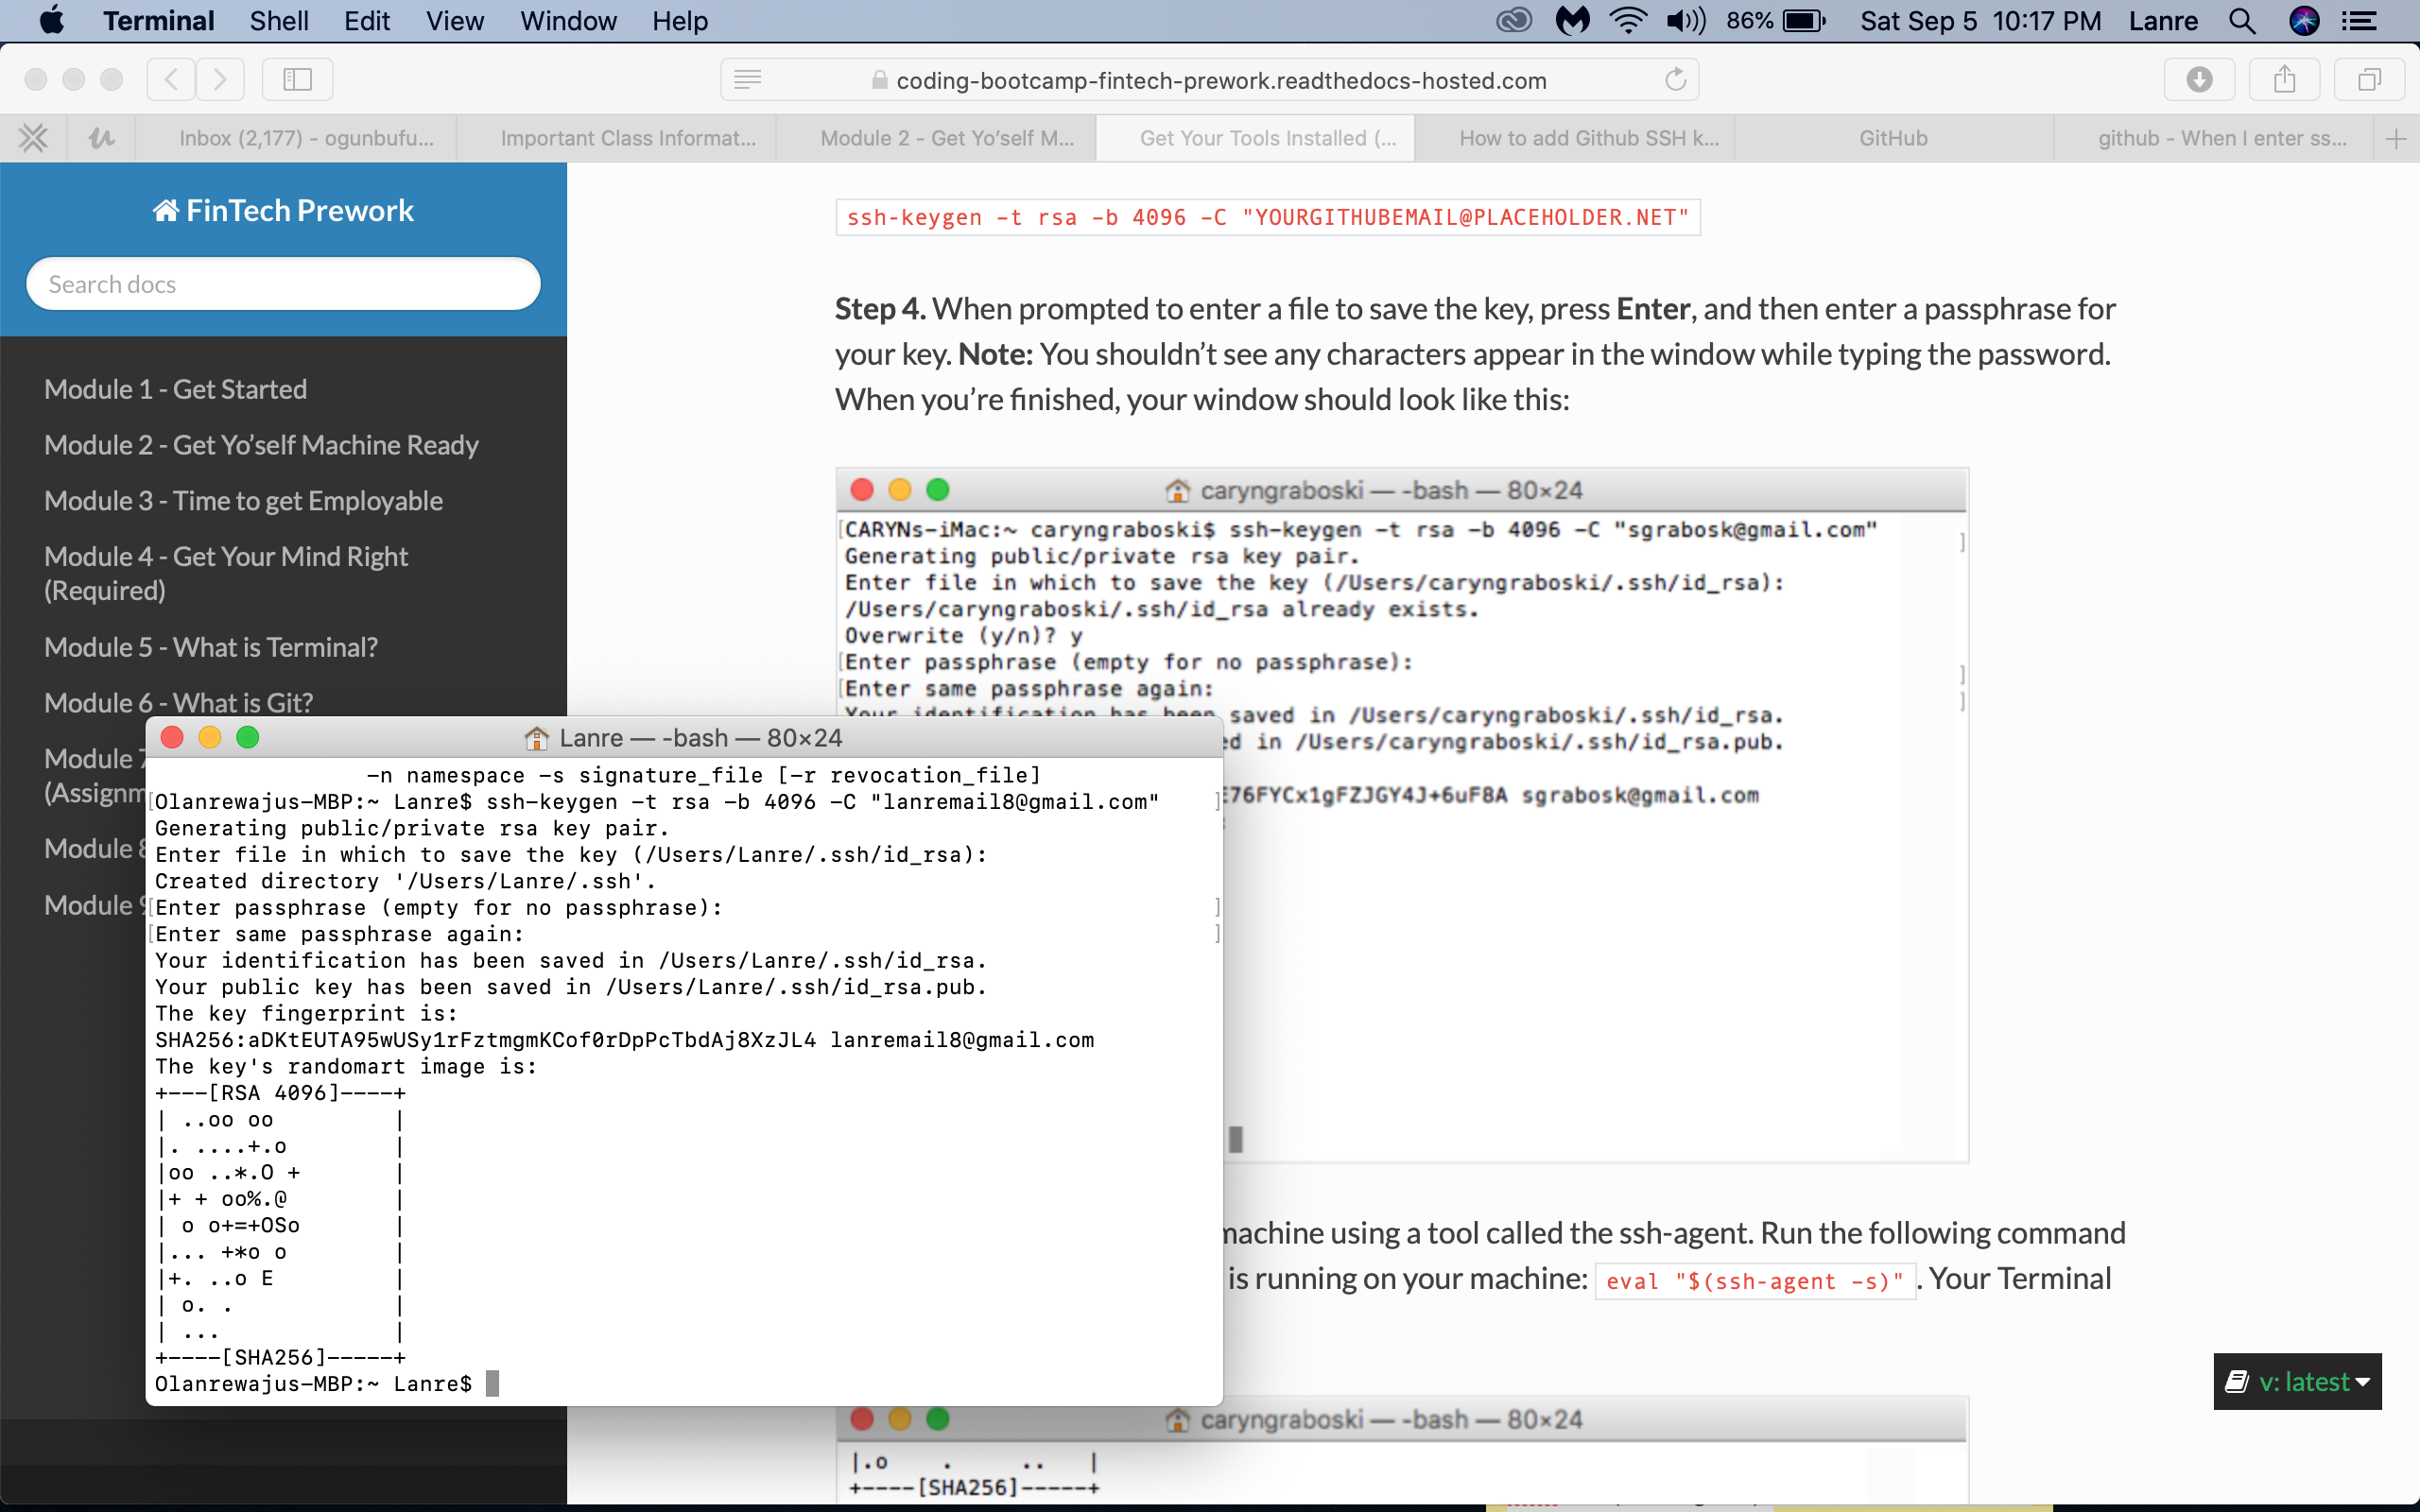 Terminal Shell Edit View Window Help 86% Sat Sep 5 10:17 PM Lanre
coding-bootcamp-fintech-prework.readthedocs-hosted.com
Inbox (2,177) - ogunbufu... Important Class Informat... Module 2 - Get Yo’self M... Get Your Tools Installed (... How to add Github SSH k... GitHub github - When I enter ss...
FinTech Prework
Search docs
Module 1 - Get Started
Module 2 - Get Yo’self Machine Ready
Module 3 - Time to get Employable
Module 4 - Get Your Mind Right
(Required)
Module 5 - What is Terminal?
Module 6 - What is Git?
Module 7
(Assignm
Module 8
Module 9
ssh-keygen -t rsa -b 4096 -C "YOURGITHUBEMAIL@PLACEHOLDER.NET"
Step 4. When prompted to enter a file to save the key, press Enter, and then enter a passphrase for
your key. Note: You shouldn’t see any characters appear in the window while typing the password.
When you’re finished, your window should look like this:
caryngraboski — -bash — 80×24
[CARYNs-iMac:~ caryngraboski$ ssh-keygen -t rsa -b 4096 -C "sgrabosk@gmail.com" ]
Generating public/private rsa key pair.
Enter file in which to save the key (/Users/caryngraboski/.ssh/id_rsa):
/Users/caryngraboski/.ssh/id_rsa already exists.
Overwrite (y/n)? y
[Enter passphrase (empty for no passphrase): ]
[Enter same passphrase again: ]
Your identification has been saved in /Users/caryngraboski/.ssh/id_rsa.
ed in /Users/caryngraboski/.ssh/id_rsa.pub.
E76FYCx1gFZJGY4J+6uF8A sgrabosk@gmail.com
Lanre — -bash — 80×24
-n namespace -s signature_file [-r revocation_file]
[Olanrewajus-MBP:~ Lanre$ ssh-keygen -t rsa -b 4096 -C "lanremail8@gmail.com" ]
Generating public/private rsa key pair.
Enter file in which to save the key (/Users/Lanre/.ssh/id_rsa):
Created directory '/Users/Lanre/.ssh'.
[Enter passphrase (empty for no passphrase): ]
[Enter same passphrase again: ]
Your identification has been saved in /Users/Lanre/.ssh/id_rsa.
Your public key has been saved in /Users/Lanre/.ssh/id_rsa.pub.
The key fingerprint is:
SHA256:aDKtEUTA95wUSy1rFztmgmKCof0rDpPcTbdAj8XzJL4 lanremail8@gmail.com
The key's randomart image is:
+---[RSA 4096]----+
| ..oo oo         |
|. ....+.o        |
|oo ..*.O +       |
|+ + oo%.@        |
| o o+=+OSo       |
|... +*o o        |
|+. ..o E         |
| o. .            |
| ...             |
+----[SHA256]-----+
Olanrewajus-MBP:~ Lanre$
machine using a tool called the ssh-agent. Run the following command
is running on your machine: eval "$(ssh-agent -s)" . Your Terminal
v: latest
caryngraboski — -bash — 80×24
|.o    .     ..   |
+----[SHA256]-----+